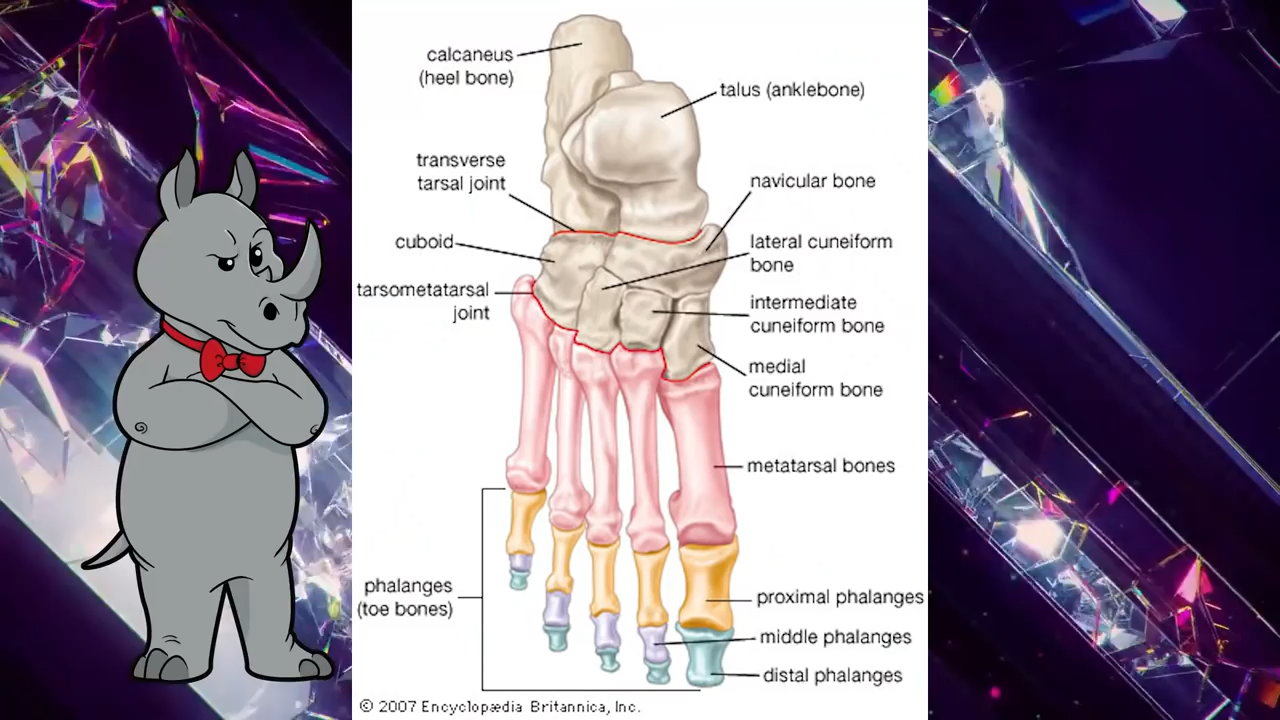 calcaneus
(heel bone)
talus (anklebone)
transverse
tarsal joint
navicular bone
cuboid
lateral cuneiform
bone
tarsometatarsal
joint
intermediate
cuneiform bone
medial
cuneiform bone
metatarsal bones
phalanges
(toe bones)
proximal phalanges
middle phalanges
distal phalanges
© 2007 Encyclopædia Britannica, Inc.